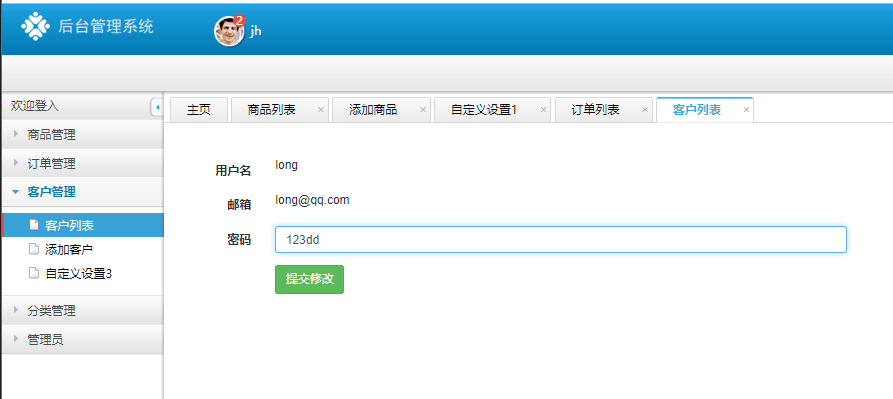 后台管理系统
2
jh
欢迎登入
主页 商品列表 × 添加商品 × 自定义设置1 × 订单列表 × 客户列表 ×
商品管理
订单管理
客户管理
客户列表
添加客户
自定义设置3
分类管理
管理员
用户名 long
邮箱 long@qq.com
密码 123dd
提交修改